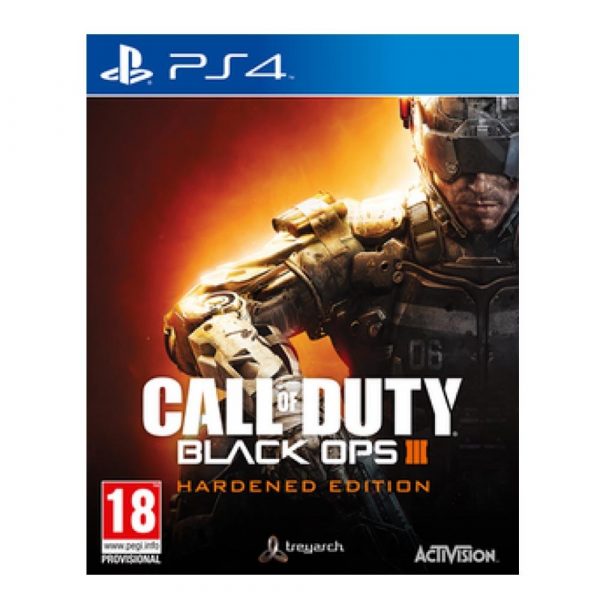 PS4
06
CALL OF DUTY
BLACK OPS III
HARDENED EDITION
18
www.pegi.info
PROVISIONAL
treyarch
ACTIVISION